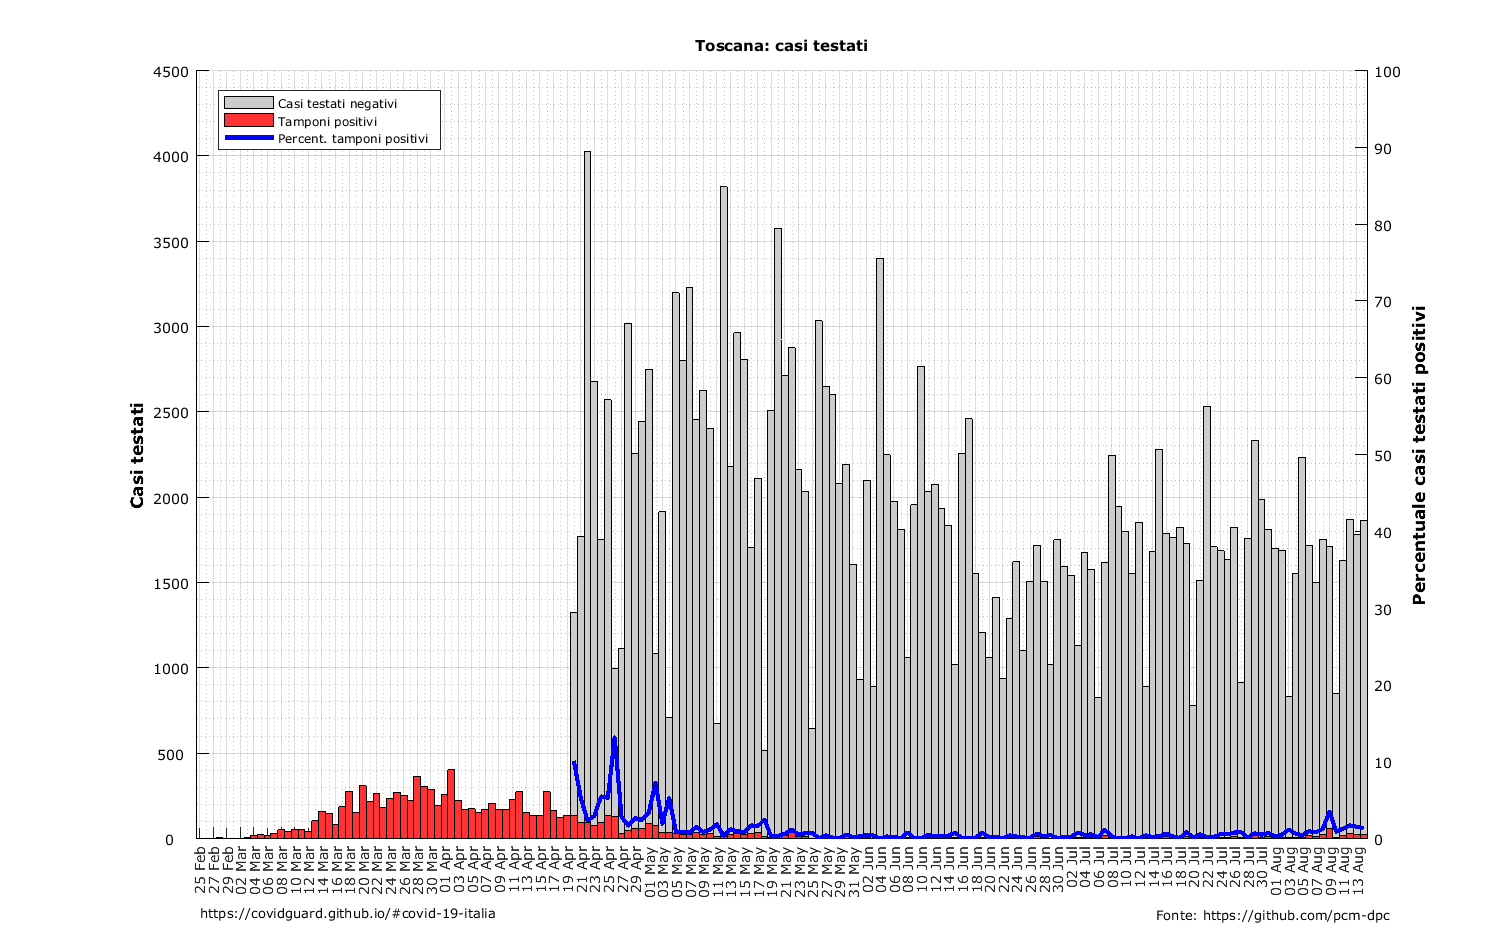 Toscana: casi testati
Casi testati negativi
Tamponi positivi
Percent. tamponi positivi
Casi testati
4500
4000
3500
3000
2500
2000
1500
1000
500
0
100
90
80
70
60
50
40
30
20
10
0
Percentuale casi testati positivi
25 Feb
27 Feb
29 Feb
02 Mar
04 Mar
06 Mar
08 Mar
10 Mar
12 Mar
14 Mar
16 Mar
18 Mar
20 Mar
22 Mar
24 Mar
26 Mar
28 Mar
30 Mar
01 Apr
03 Apr
05 Apr
07 Apr
09 Apr
11 Apr
13 Apr
15 Apr
17 Apr
19 Apr
21 Apr
23 Apr
25 Apr
27 Apr
29 Apr
01 May
03 May
05 May
07 May
09 May
11 May
13 May
15 May
17 May
19 May
21 May
23 May
25 May
27 May
29 May
31 May
02 Jun
04 Jun
06 Jun
08 Jun
10 Jun
12 Jun
14 Jun
16 Jun
18 Jun
20 Jun
22 Jun
24 Jun
26 Jun
28 Jun
30 Jun
02 Jul
04 Jul
06 Jul
08 Jul
10 Jul
12 Jul
14 Jul
16 Jul
18 Jul
20 Jul
22 Jul
24 Jul
26 Jul
28 Jul
30 Jul
01 Aug
03 Aug
05 Aug
07 Aug
09 Aug
11 Aug
13 Aug
https://covidguard.github.io/#covid-19-italia
Fonte: https://github.com/pcm-dpc